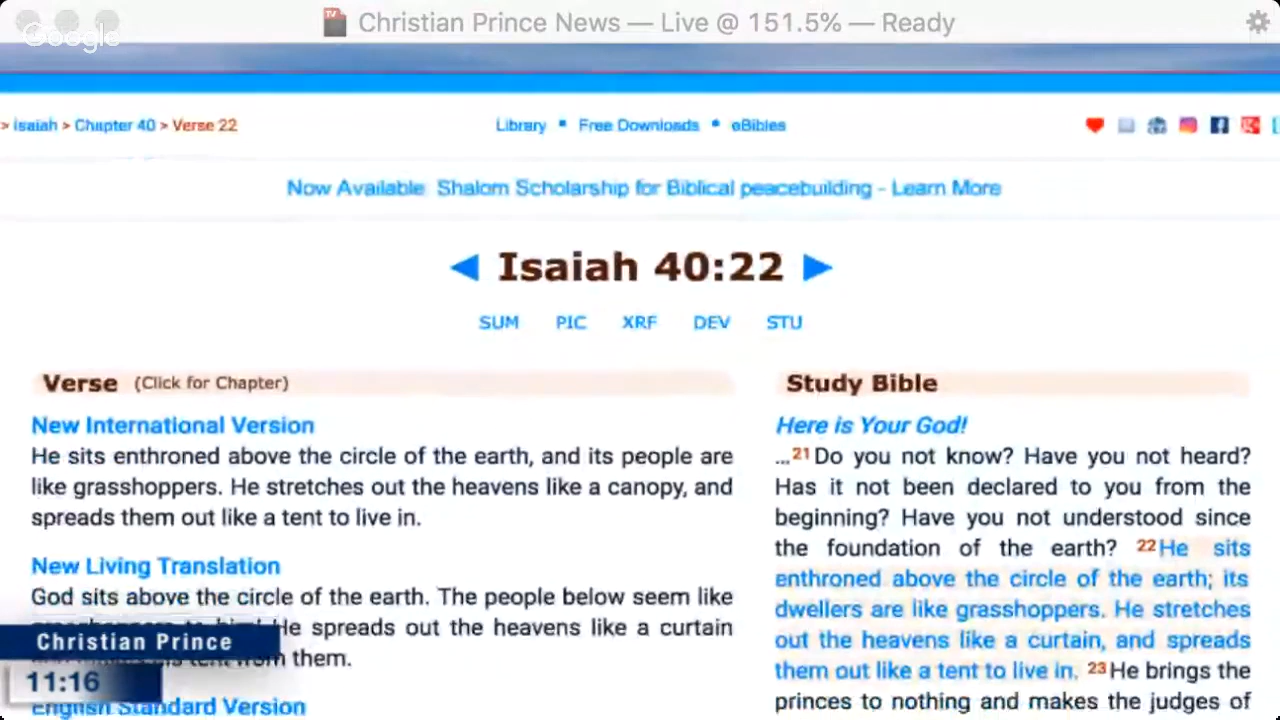 Google
Christian Prince News — Live @ 151.5% — Ready
> Isaiah > Chapter 40 > Verse 22
Library ▪ Free Downloads ▪ eBibles
Now Available: Shalom Scholarship for Biblical peacebuilding - Learn More
◄ Isaiah 40:22 ►
SUM PIC XRF DEV STU
Verse (Click for Chapter)
New International Version
He sits enthroned above the circle of the earth, and its people are
like grasshoppers. He stretches out the heavens like a canopy, and
spreads them out like a tent to live in.
New Living Translation
God sits above the circle of the earth. The people below seem like
He spreads out the heavens like a curtain
from them.
English Standard Version
Study Bible
Here is Your God!
...21Do you not know? Have you not heard?
Has it not been declared to you from the
beginning? Have you not understood since
the foundation of the earth? 22He sits
enthroned above the circle of the earth; its
dwellers are like grasshoppers. He stretches
out the heavens like a curtain, and spreads
them out like a tent to live in. 23He brings the
princes to nothing and makes the judges of
Christian Prince
11:16